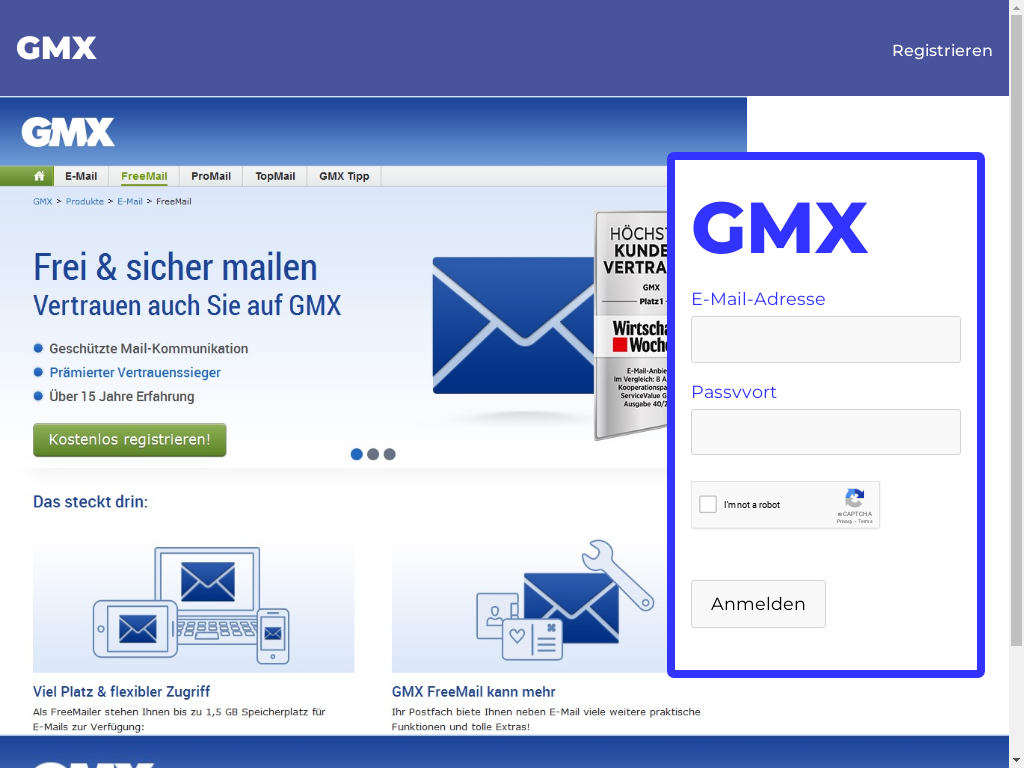 GMX
Registrieren
GMX
E-Mail
FreeMail
ProMail
TopMail
GMX Tipp
GMX > Produkte > E-Mail > FreeMail
Frei & sicher mailen
Vertrauen auch Sie auf GMX
Geschützte Mail-Kommunikation
Prämierter Vertrauenssieger
Über 15 Jahre Erfahrung
Kostenlos registrieren!
HÖCHST
KUNDE
VERTRA
GMX
Platz1 -
Wirtscha
Woche
E-Mail-Anbie
Im Vergleich: 8 A
Kooperationspa
ServiceValue G
Ausgabe 40/2
GMX
E-Mail-Adresse
Passvvort
I'm not a robot
reCAPTCHA
Privacy - Terms
Anmelden
Das steckt drin:
Viel Platz & flexibler Zugriff
Als FreeMailer stehen Ihnen bis zu 1,5 GB Speicherplatz für
E-Mails zur Verfügung:
GMX FreeMail kann mehr
Ihr Postfach biete Ihnen neben E-Mail viele weitere praktische
Funktionen und tolle Extras!
GMX